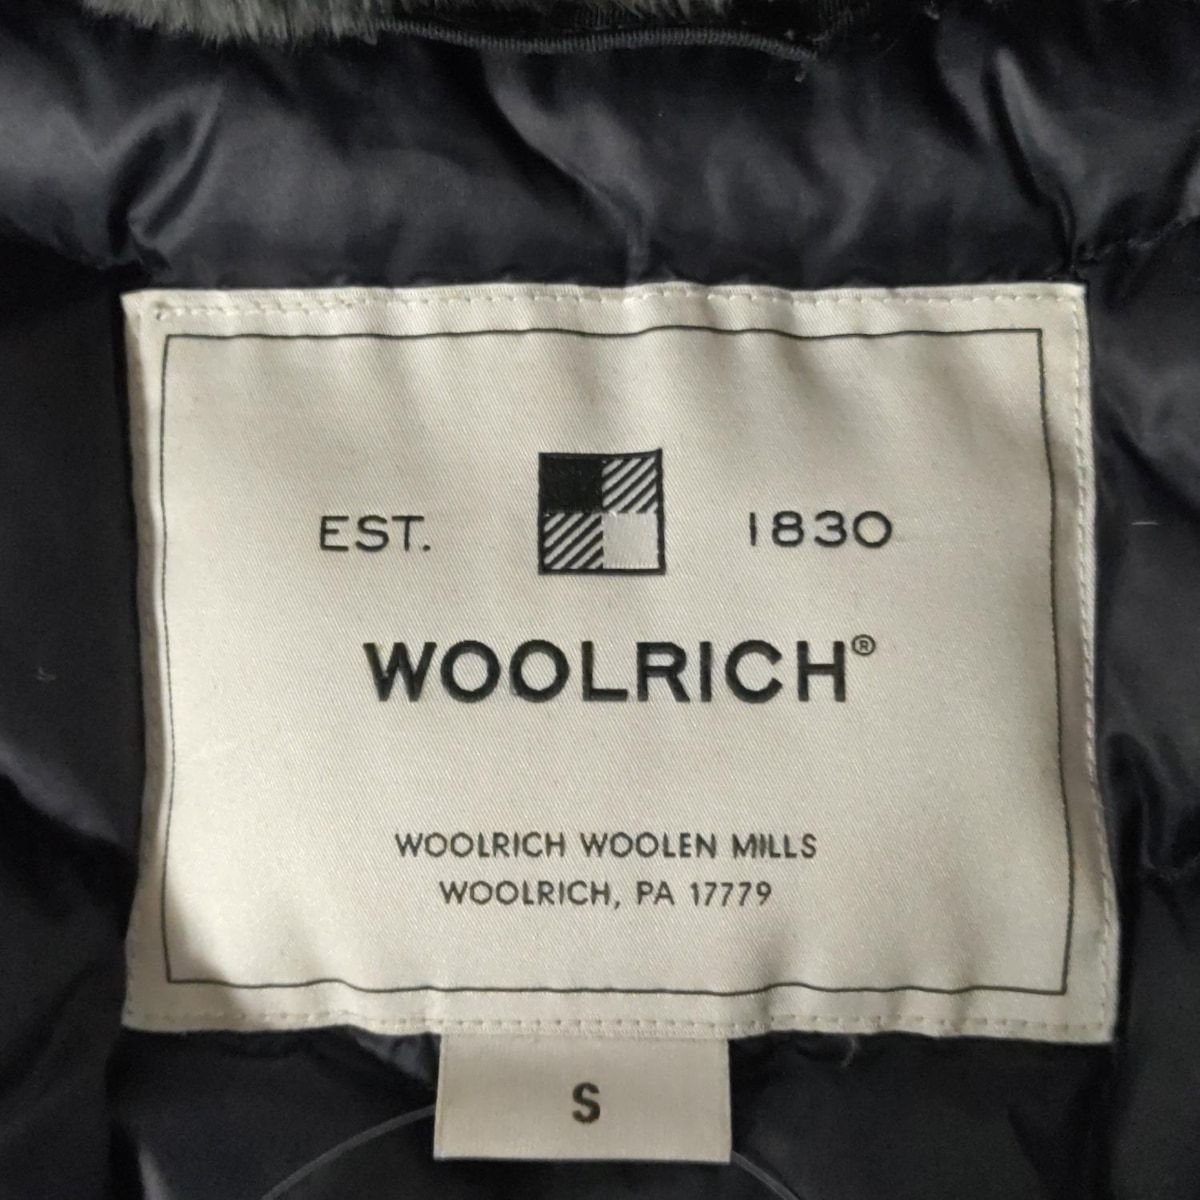 EST. 1830
WOOLRICH®
WOOLRICH WOOLEN MILLS
WOOLRICH, PA 17779
S